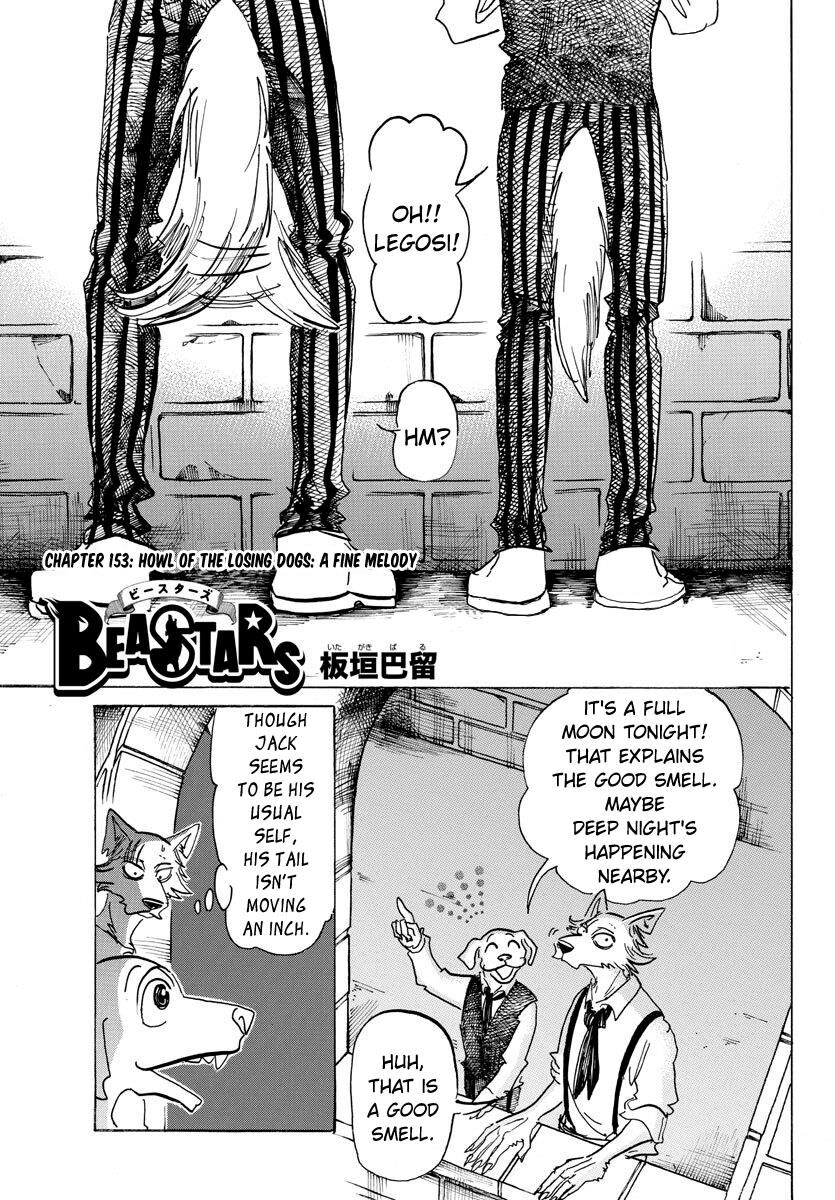 OH!!
LEGOSI!
HM?
CHAPTER 153: HOWL OF THE LOSING DOGS: A FINE MELODY
ビースターズ
BEASTARS
いた がき ぱ る
板垣巴留
IT'S A FULL
MOON TONIGHT!
THAT EXPLAINS
THE GOOD SMELL.
MAYBE
DEEP NIGHT'S
HAPPENING
NEARBY.
HUH,
THAT IS
A GOOD
SMELL.
THOUGH
JACK
SEEMS
TO BE HIS
USUAL
SELF,
HIS TAIL
ISN'T
MOVING
AN INCH.